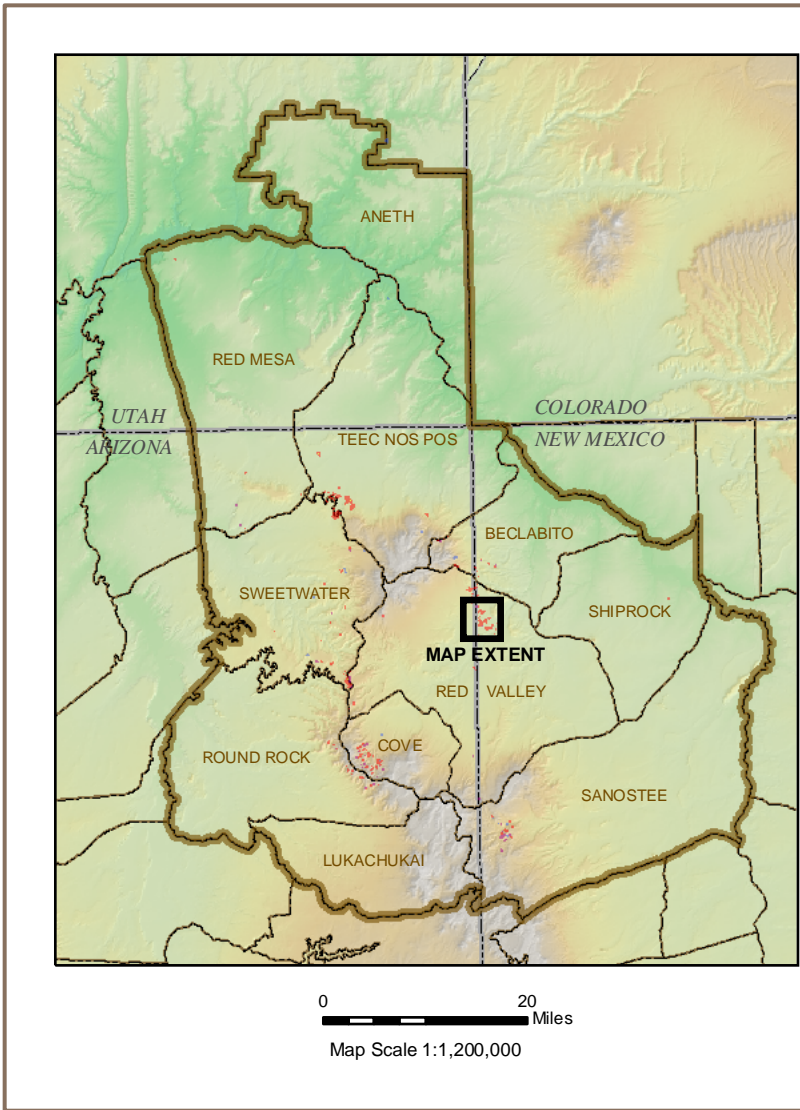 ANETH
RED MESA
UTAH
COLORADO
ARIZONA
TEEC NOS POS
NEW MEXICO
BECLABITO
SWEETWATER
SHIPROCK
MAP EXTENT
RED VALLEY
COVE
ROUND ROCK
SANOSTEE
LUKACHUKAI
0 20
Miles
Map Scale 1:1,200,000